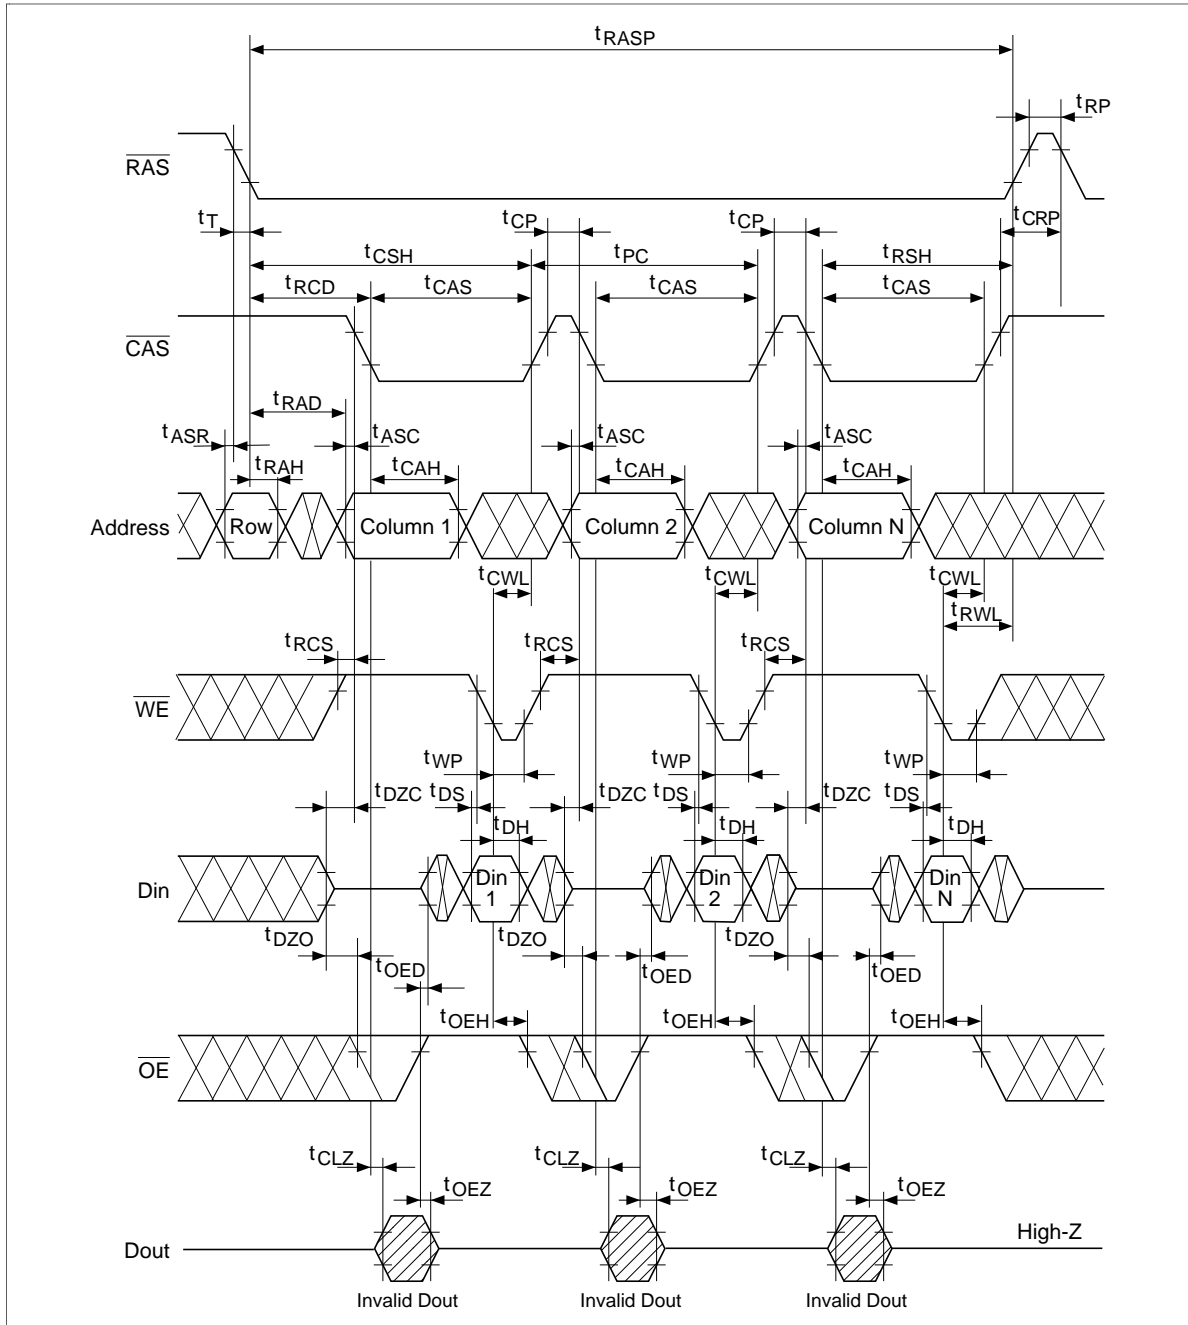 tRASP
tRP
RAS
tT
tCP
tCP
tCRP
tCSH
tPC
tRSH
tRCD
tCAS
tCAS
tCAS
CAS
tRAD
tASR
tASC
tASC
tASC
tRAH
tCAH
tCAH
tCAH
Address
Row
Column 1
Column 2
Column N
tCWL
tCWL
tCWL
tRWL
tRCS
tRCS
tRCS
WE
tWP
tWP
tWP
tDZC
tDS
tDZC
tDS
tDZC
tDS
tDH
tDH
tDH
Din
Din 1
Din 2
Din N
tDZO
tDZO
tDZO
tOED
tOED
tOED
tOEH
tOEH
tOEH
OE
tCLZ
tCLZ
tCLZ
tOEZ
tOEZ
tOEZ
Dout
High-Z
Invalid Dout
Invalid Dout
Invalid Dout